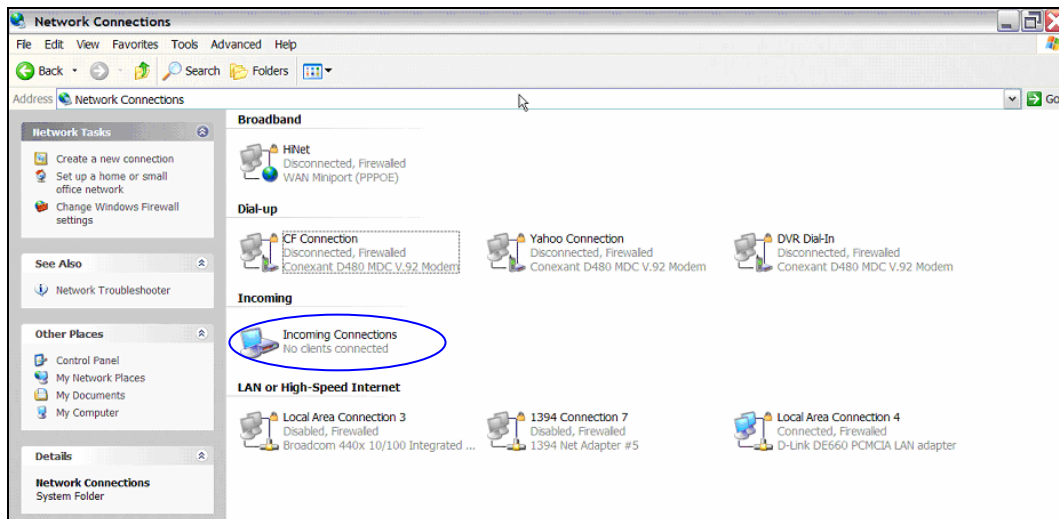 Network Connections
File Edit View Favorites Tools Advanced Help
Back Search Folders
Address Network Connections Go
Network Tasks
Create a new connection
Set up a home or small
office network
Change Windows Firewall
settings
See Also
Network Troubleshooter
Other Places
Control Panel
My Network Places
My Documents
My Computer
Details
Network Connections
System Folder
Broadband
HiNet
Disconnected, Firewalled
WAN Miniport (PPPOE)
Dial-up
CF Connection
Disconnected, Firewalled
Conexant D480 MDC V.92 Modem
Yahoo Connection
Disconnected, Firewalled
Conexant D480 MDC V.92 Modem
DVR Dial-In
Disconnected, Firewalled
Conexant D480 MDC V.92 Modem
Incoming
Incoming Connections
No clients connected
LAN or High-Speed Internet
Local Area Connection 3
Disabled, Firewalled
Broadcom 440x 10/100 Integrated ...
1394 Connection 7
Disabled, Firewalled
1394 Net Adapter #5
Local Area Connection 4
Connected, Firewalled
D-Link DE660 PCMCIA LAN adapter